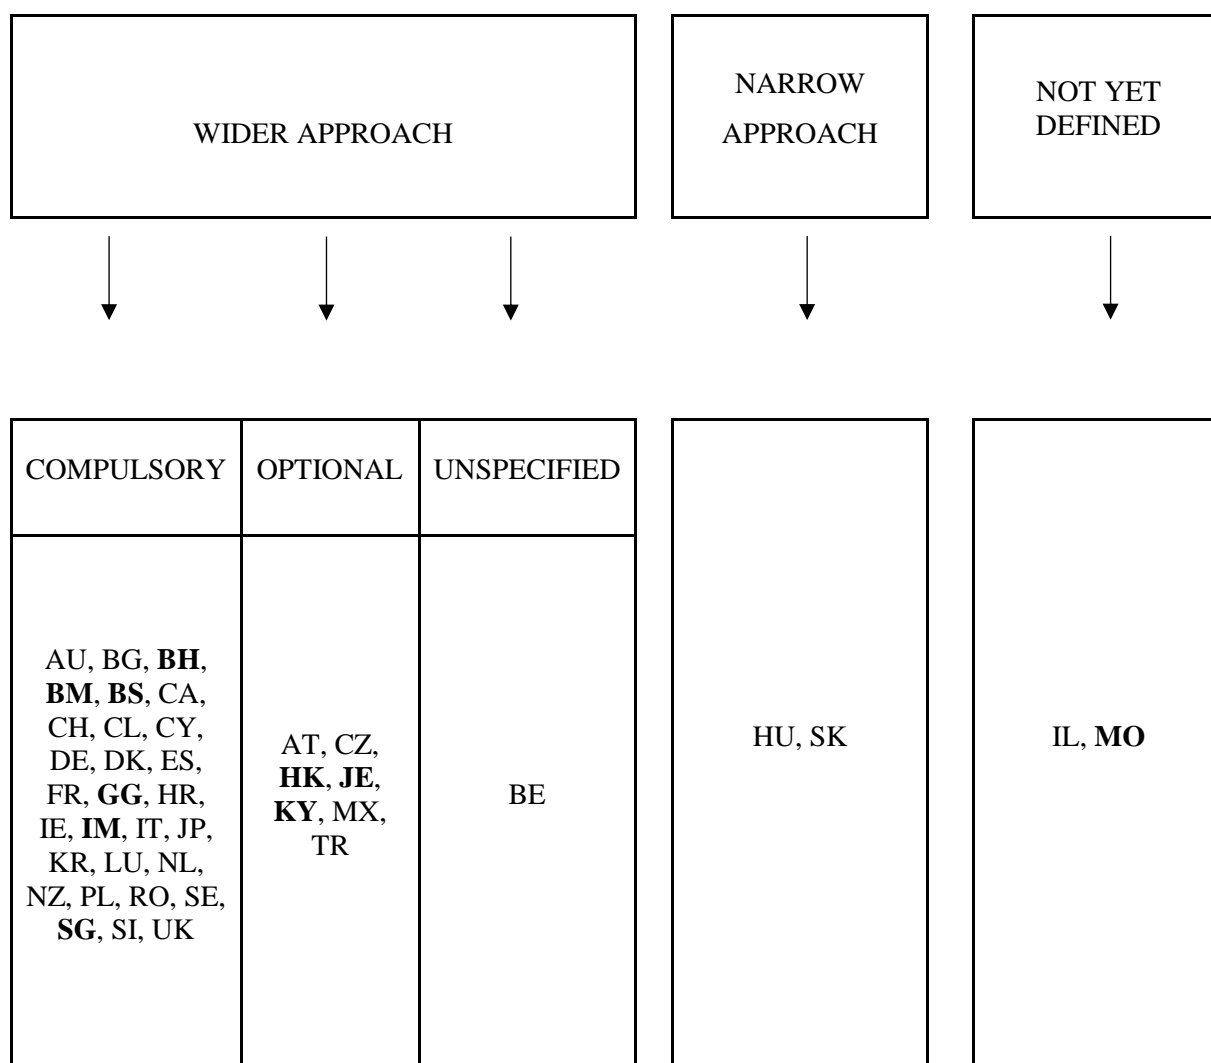 WIDER APPROACH
NARROW
APPROACH
NOT YET
DEFINED
COMPULSORY
OPTIONAL
UNSPECIFIED
AU, BG, BH,
BM, BS, CA,
CH, CL, CY,
DE, DK, ES,
FR, GG, HR,
IE, IM, IT, JP,
KR, LU, NL,
NZ, PL, RO, SE,
SG, SI, UK
AT, CZ,
HK, JE,
KY, MX,
TR
BE
HU, SK
IL, MO